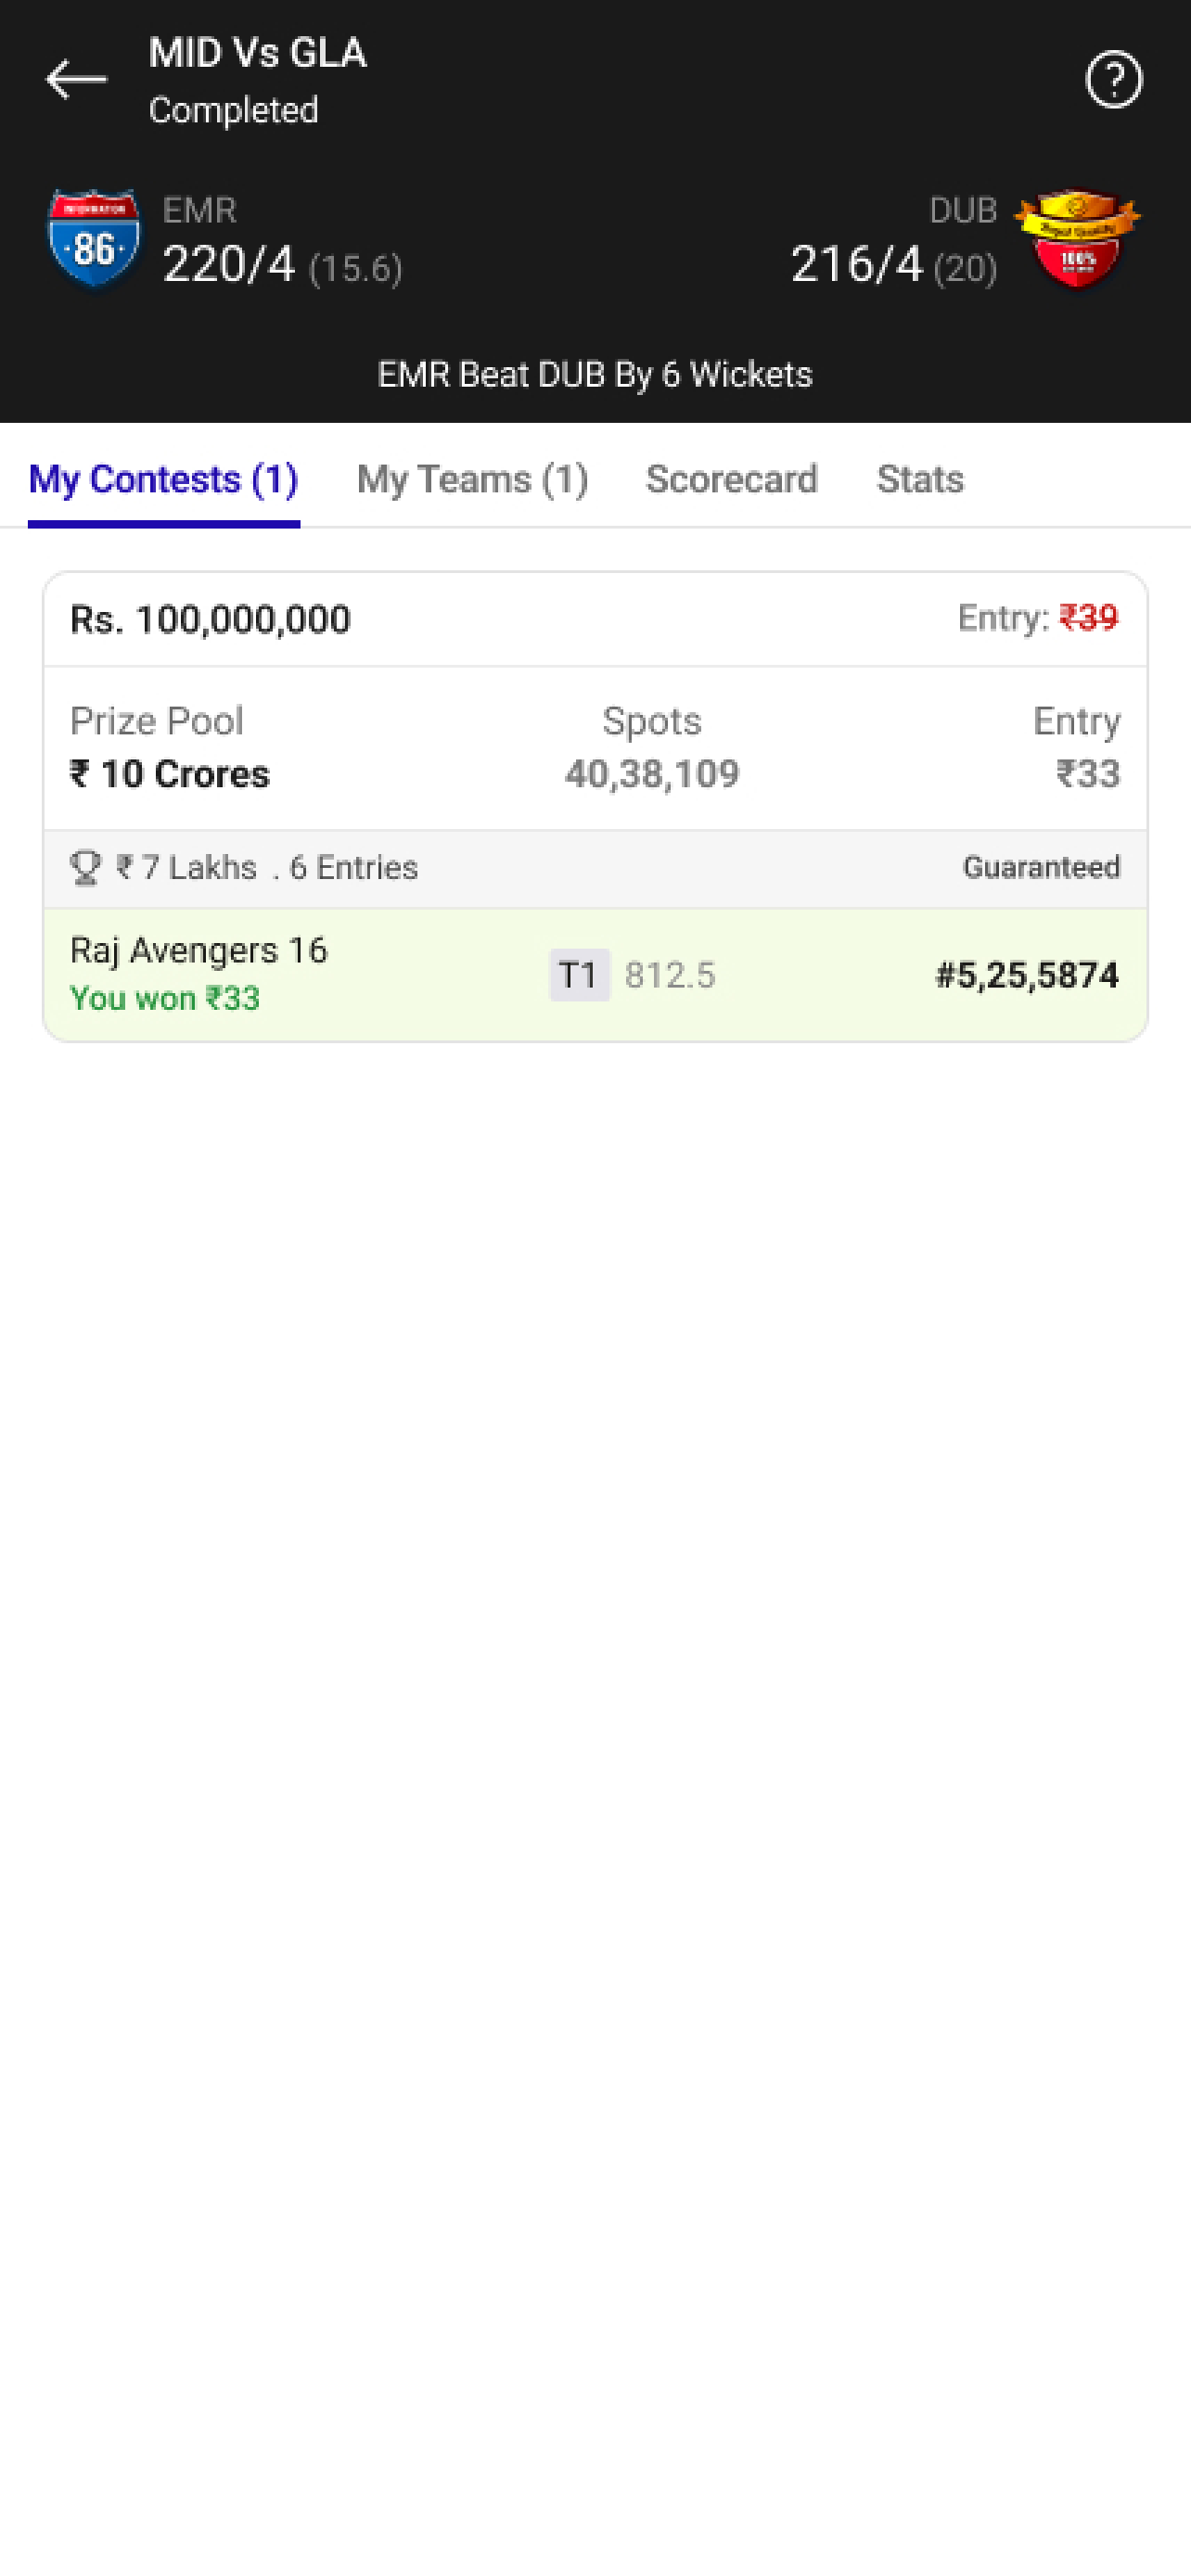 MID Vs GLA
Completed
INFORMATION
86
EMR
220/4 (15.6)
DUB
216/4 (20)
100%
EMR Beat DUB By 6 Wickets
My Contests (1) My Teams (1) Scorecard Stats
Rs. 100,000,000 Entry: ₹39
Prize Pool Spots Entry
₹ 10 Crores 40,38,109 ₹33
₹ 7 Lakhs . 6 Entries Guaranteed
Raj Avengers 16
You won ₹33
T1 812.5 #5,25,5874